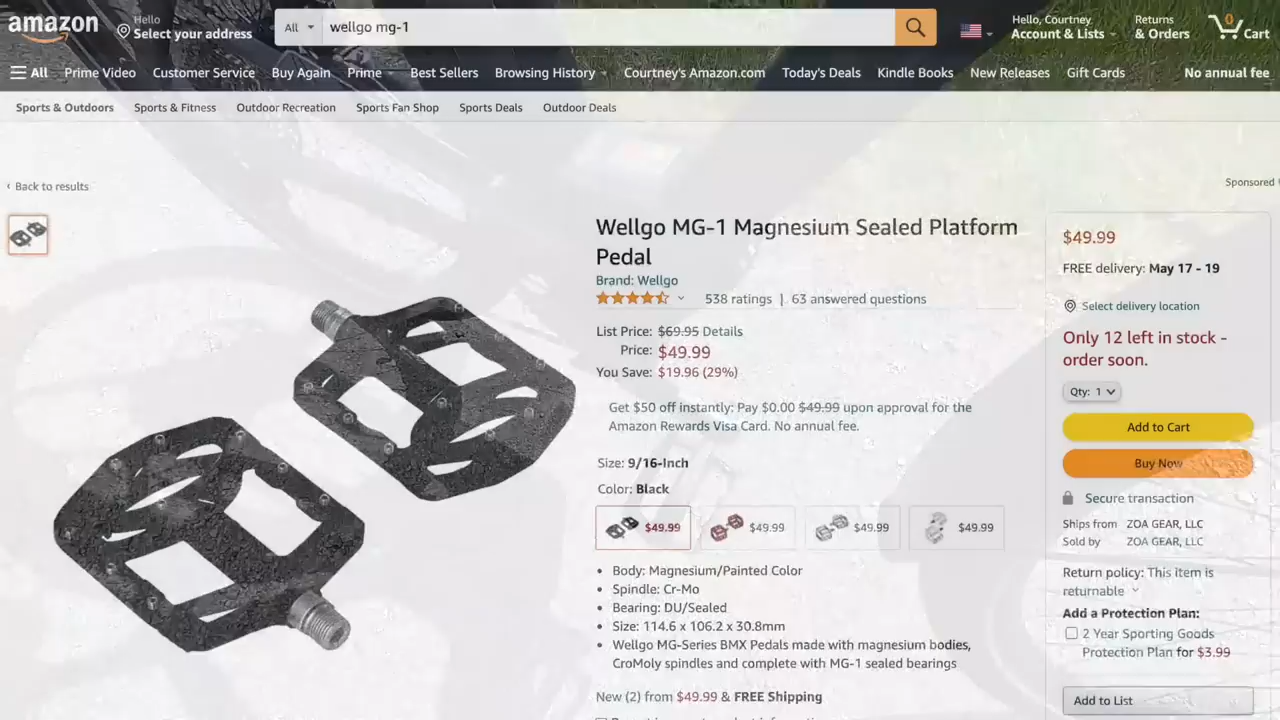 amazon
Hello
Select your address
All
wellgo mg-1
Hello, Courtney
Account & Lists
Returns
& Orders
0
Cart
All
Prime Video
Customer Service
Buy Again
Prime
Best Sellers
Browsing History
Courtney's Amazon.com
Today's Deals
Kindle Books
New Releases
Gift Cards
No annual fee
Sports & Outdoors
Sports & Fitness
Outdoor Recreation
Sports Fan Shop
Sports Deals
Outdoor Deals
‹ Back to results
Sponsored
Wellgo MG-1 Magnesium Sealed Platform
Pedal
Brand: Wellgo
538 ratings | 63 answered questions
List Price: $69.95 Details
Price: $49.99
You Save: $19.96 (29%)
Get $50 off instantly: Pay $0.00 $49.99 upon approval for the
Amazon Rewards Visa Card. No annual fee.
Size: 9/16-Inch
Color: Black
$49.99
$49.99
$49.99
$49.99
• Body: Magnesium/Painted Color
• Spindle: Cr-Mo
• Bearing: DU/Sealed
• Size: 114.6 x 106.2 x 30.8mm
• Wellgo MG-Series BMX Pedals made with magnesium bodies,
CroMoly spindles and complete with MG-1 sealed bearings
New (2) from $49.99 & FREE Shipping
$49.99
FREE delivery: May 17 - 19
Select delivery location
Only 12 left in stock -
order soon.
Qty: 1
Add to Cart
Buy Now
Secure transaction
Ships from ZOA GEAR, LLC
Sold by ZOA GEAR, LLC
Return policy: This item is
returnable
Add a Protection Plan:
2 Year Sporting Goods
Protection Plan for $3.99
Add to List